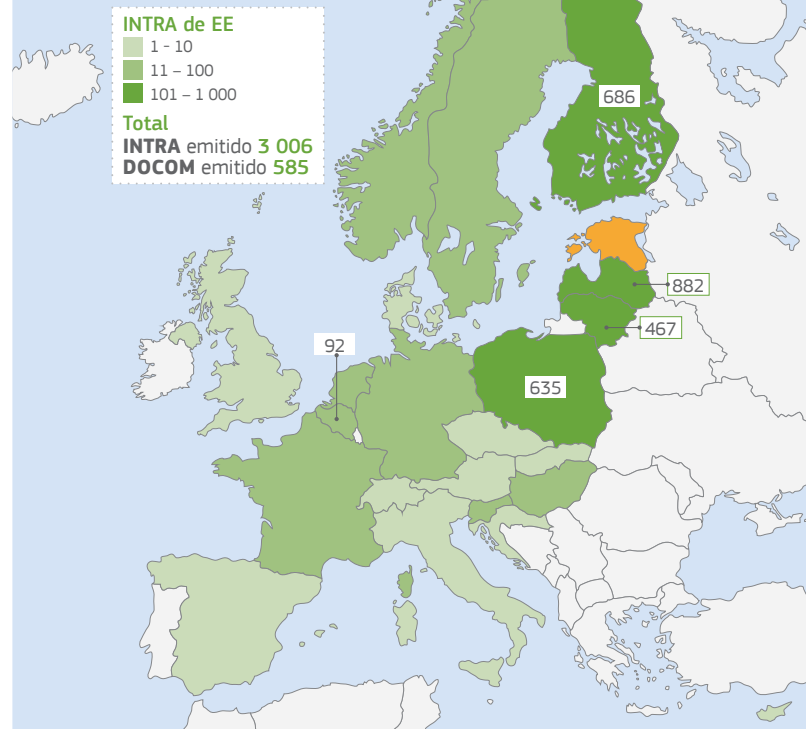 INTRA de EE
1 - 10
11 – 100
101 – 1 000
Total
INTRA emitido 3 006
DOCOM emitido 585
686
882
467
92
635